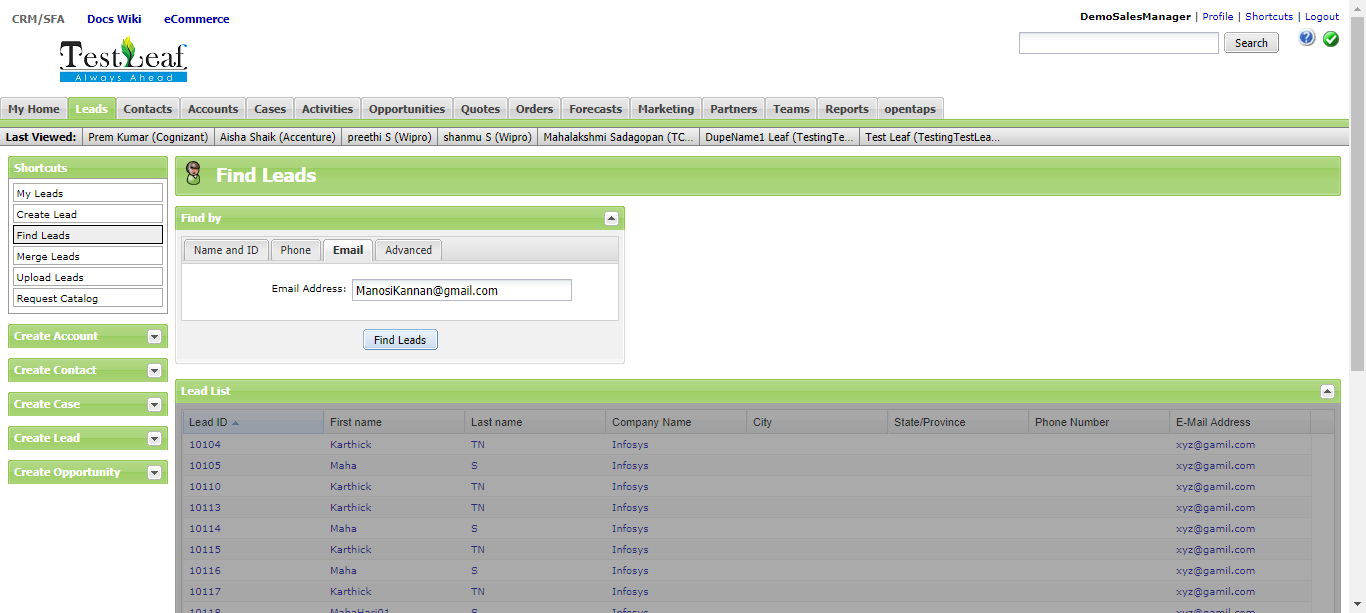 CRM/SFA Docs Wiki eCommerce
DemoSalesManager | Profile | Shortcuts | Logout
TestLeaf
Always Ahead
Search
My Home Leads Contacts Accounts Cases Activities Opportunities Quotes Orders Forecasts Marketing Partners Teams Reports opentaps
Last Viewed: Prem Kumar (Cognizant) Aisha Shaik (Accenture) preethi S (Wipro) shanmu S (Wipro) Mahalakshmi Sadagopan (TC... DupeName1 Leaf (TestingTe... Test Leaf (TestingTestLea...
Shortcuts
My Leads
Create Lead
Find Leads
Merge Leads
Upload Leads
Request Catalog
Create Account
Create Contact
Create Case
Create Lead
Create Opportunity
Find Leads
Find by
Name and ID Phone Email Advanced
Email Address: ManosiKannan@gmail.com
Find Leads
Lead List
Lead ID First name Last name Company Name City State/Province Phone Number E-Mail Address
10104 Karthick TN Infosys xyz@gamil.com
10105 Maha S Infosys xyz@gamil.com
10110 Karthick TN Infosys xyz@gamil.com
10113 Karthick TN Infosys xyz@gamil.com
10114 Maha S Infosys xyz@gamil.com
10115 Karthick TN Infosys xyz@gamil.com
10116 Maha S Infosys xyz@gamil.com
10117 Karthick TN Infosys xyz@gamil.com
10118 MahaHari01 S Infosys xyz@gamil.com